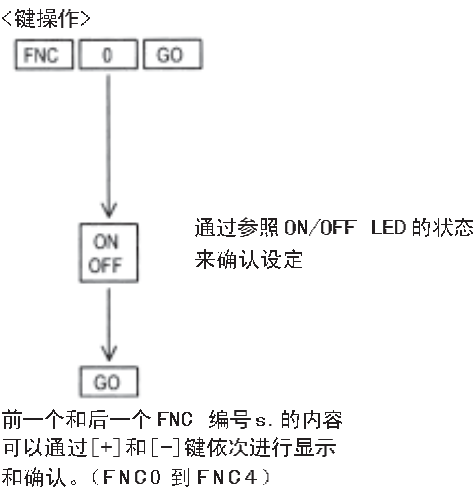 <键操作>
FNC 0 GO
通过参照 ON/OFF LED 的状态
来确认设定
ON
OFF
GO
前一个和后一个 FNC 编号s. 的内容
可以通过[+]和[-]键依次进行显示
和确认。(FNC0 到 FNC4)